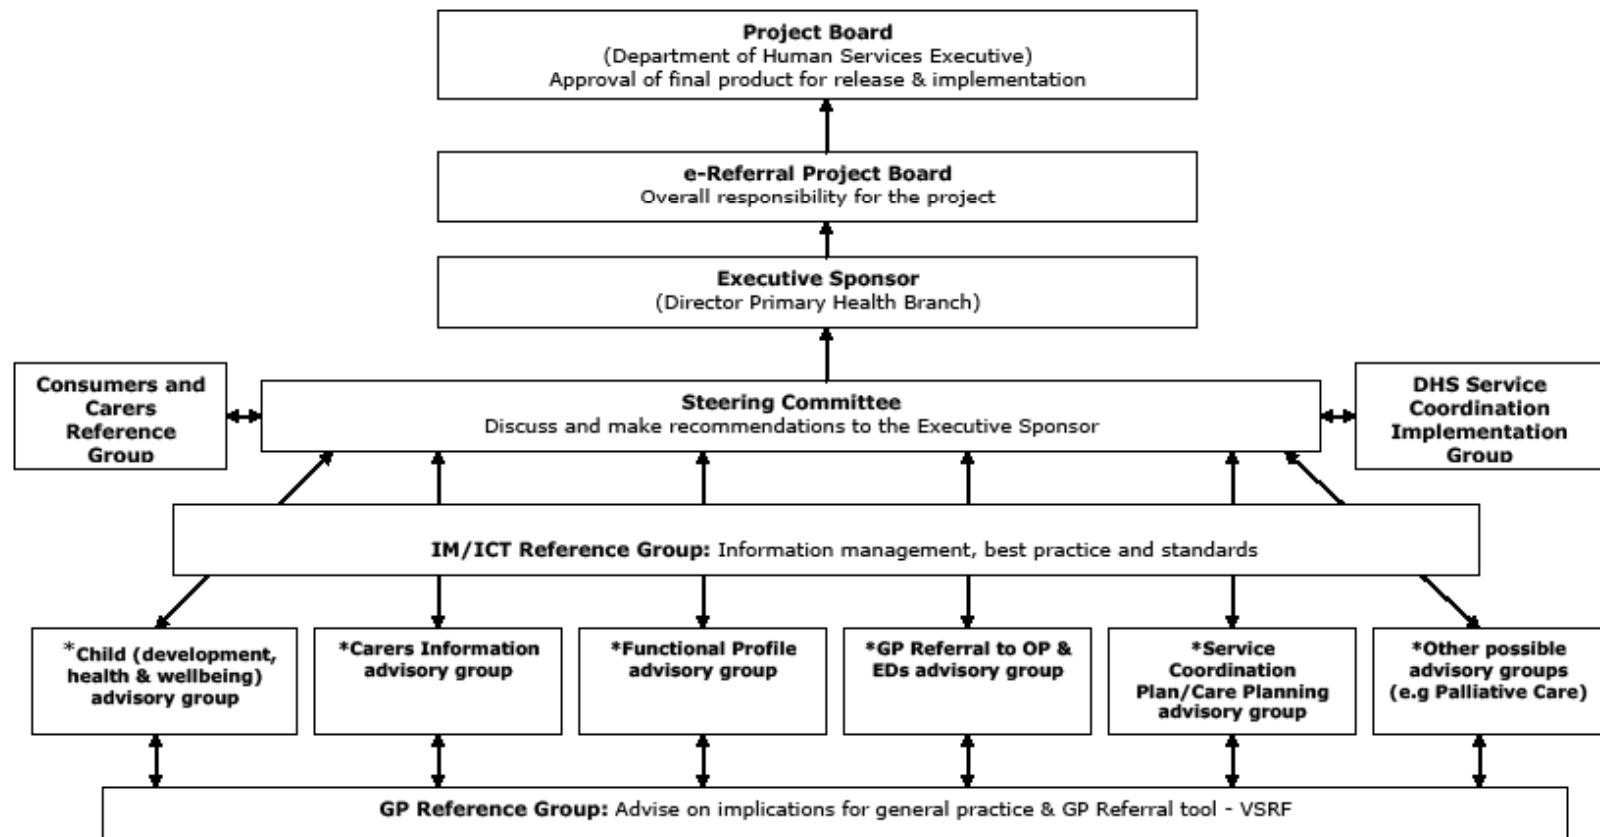 Project Board
(Department of Human Services Executive)
Approval of final product for release & implementation
e-Referral Project Board
Overall responsibility for the project
Executive Sponsor
(Director Primary Health Branch)
Consumers and
Carers
Reference
Group
Steering Committee
Discuss and make recommendations to the Executive Sponsor
DHS Service
Coordination
Implementation
Group
IM/ICT Reference Group: Information management, best practice and standards
*Child (development,
health & wellbeing)
advisory group
*Carers Information
advisory group
*Functional Profile
advisory group
*GP Referral to OP &
EDs advisory group
*Service
Coordination
Plan/Care Planning
advisory group
*Other possible
advisory groups
(e.g Palliative Care)
GP Reference Group: Advise on implications for general practice & GP Referral tool - VSRF